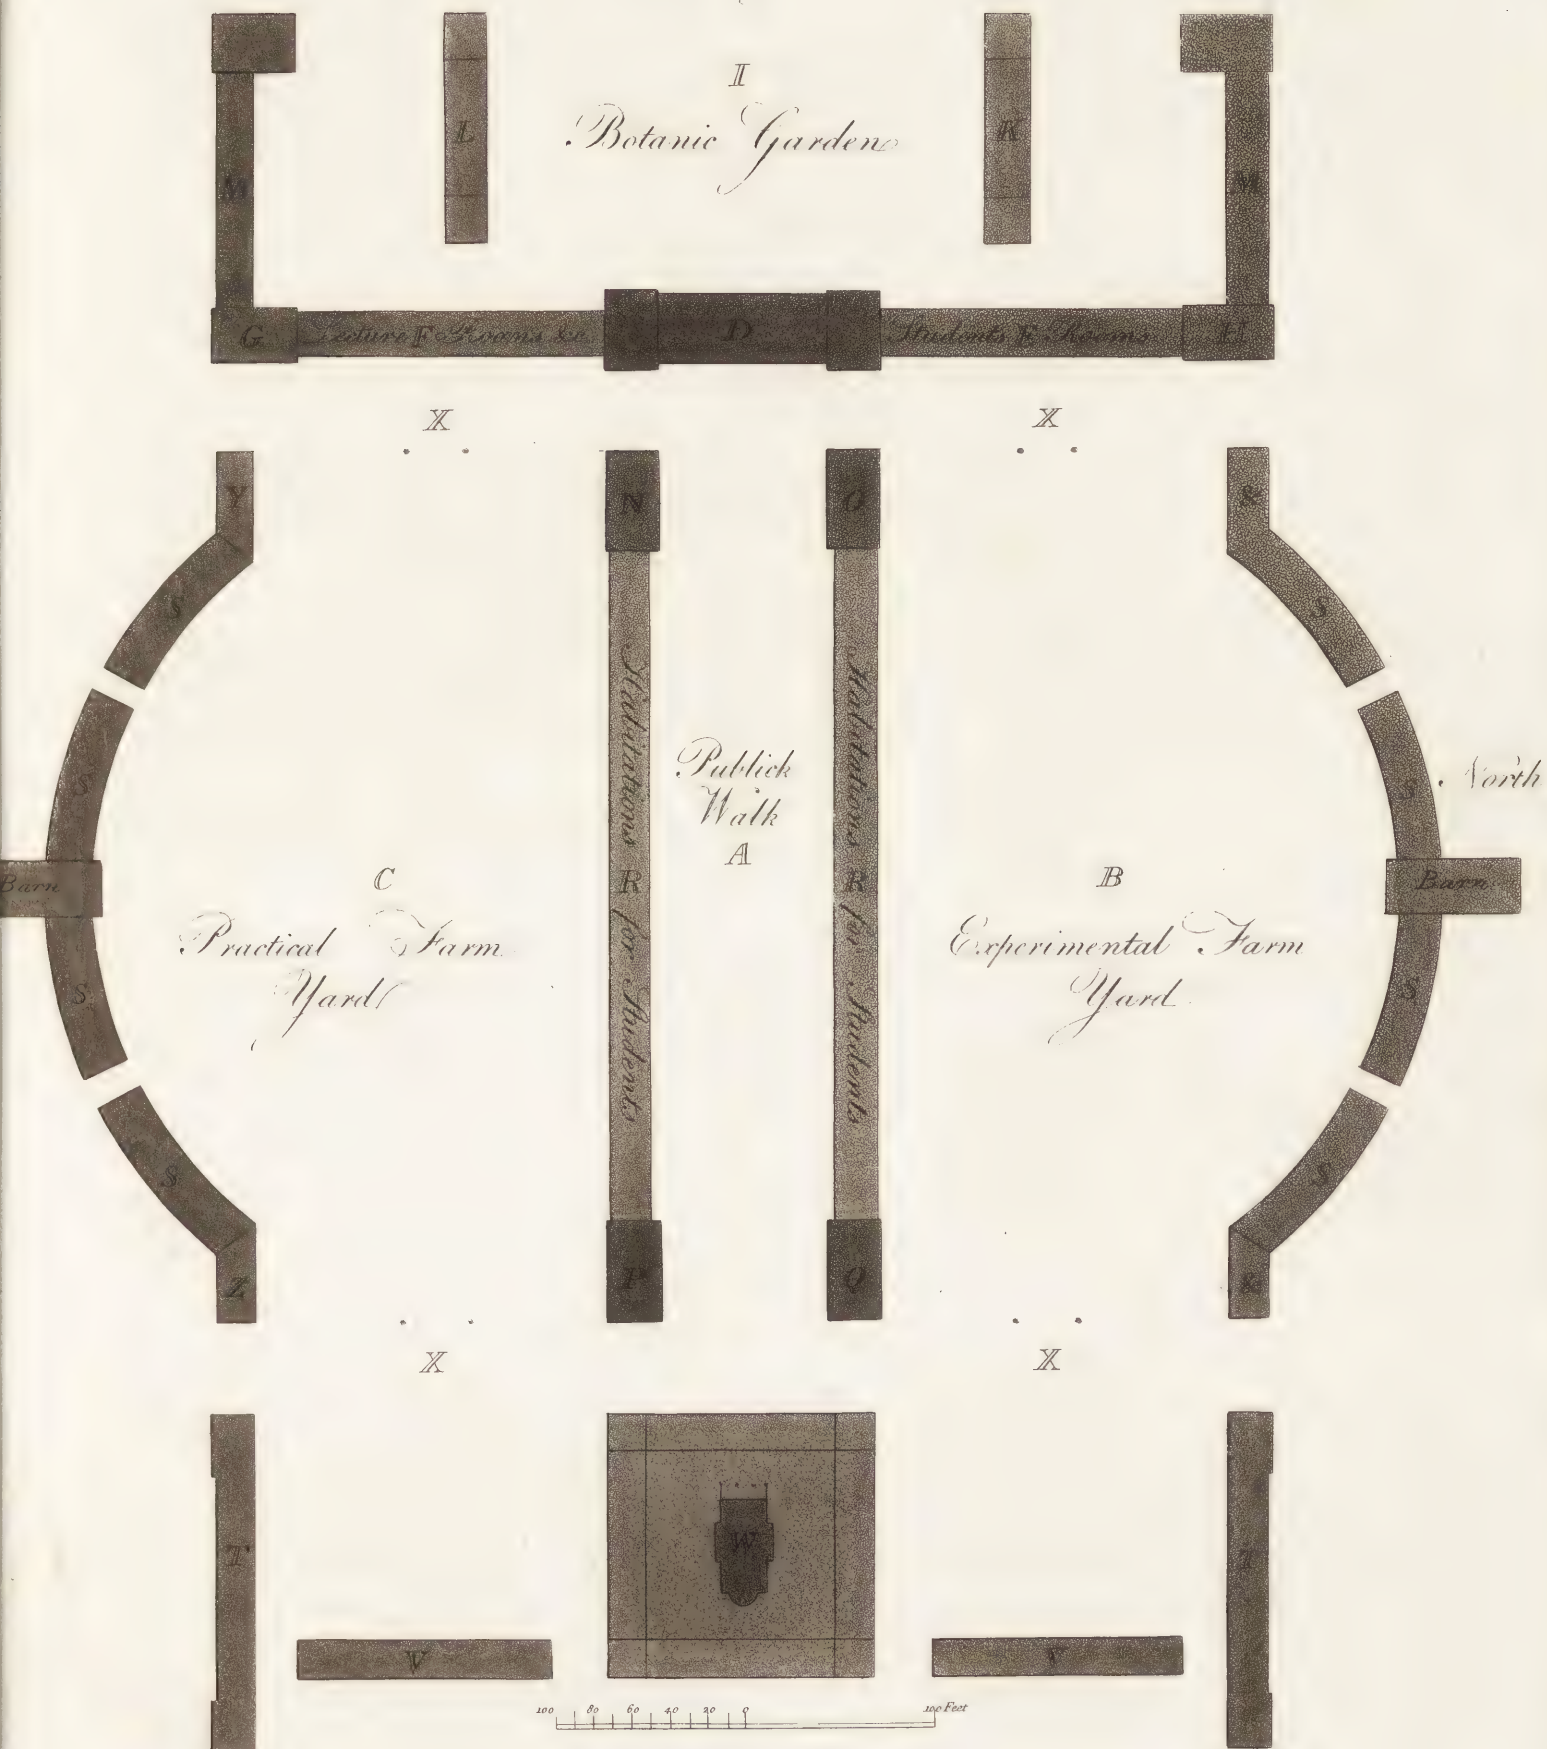 I
Botanic Garden
L
K
M
M
G
Lecture F Rooms &c.
D
Students F Rooms
H
X
X
Y
N
O
&
S
S
Habitations R for Students
Habitations R for Students
Publick
Walk
A
S
S
North
Barn
C
B
Barn
Practical Farm
Yard
Experimental Farm
Yard
S
S
S
S
Z
P
Q
&
X
X
T
W
T
V
V
100 80 60 40 20 0 100 Feet